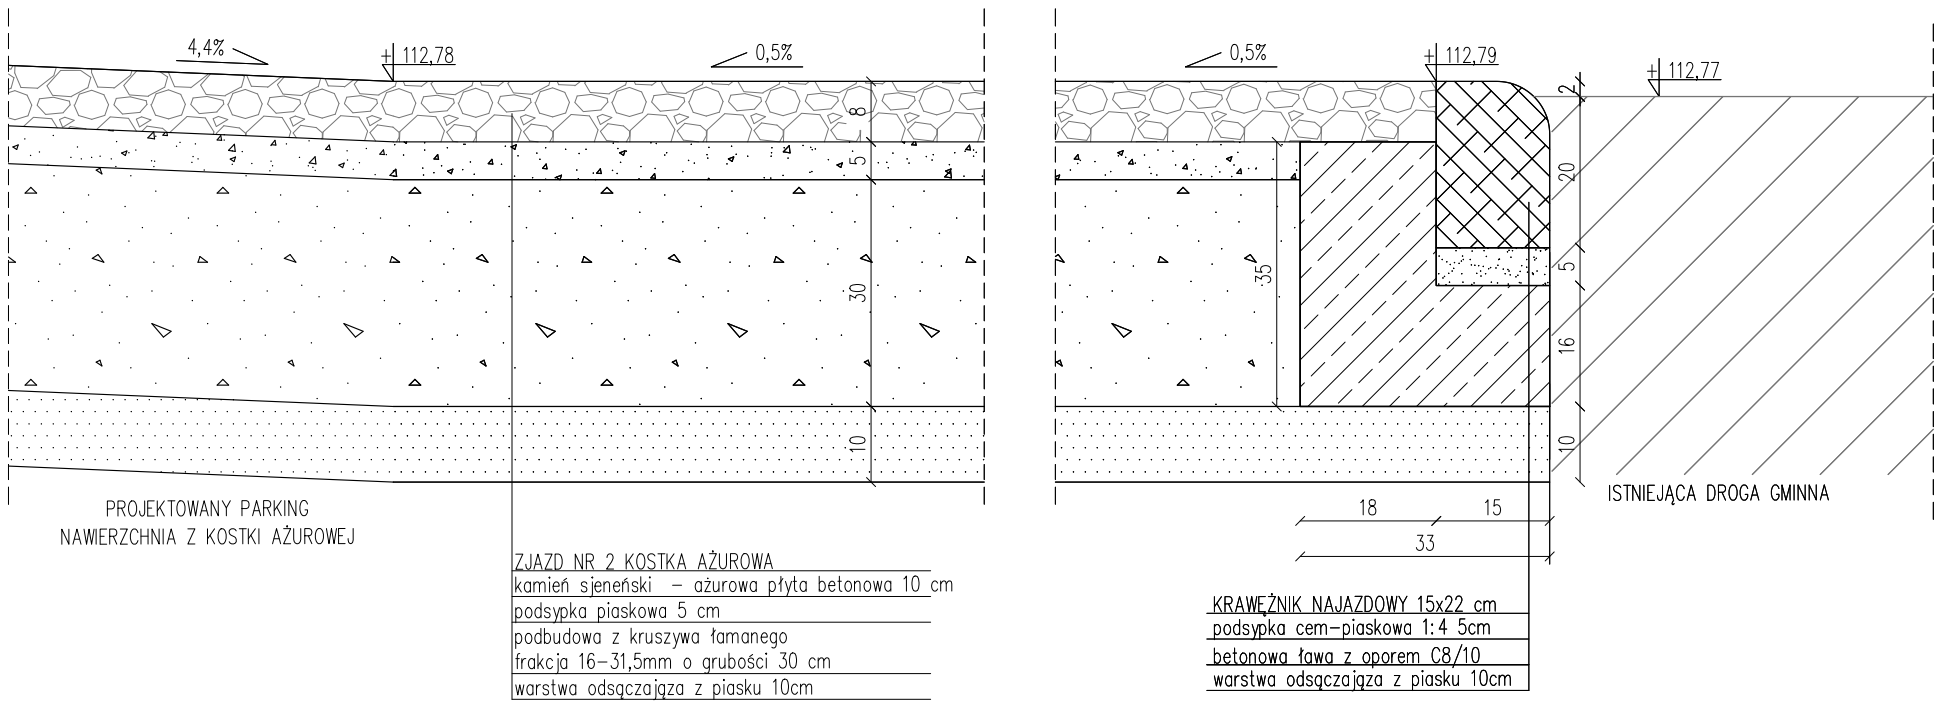 4,4%
112,78
0,5%
0,5%
112,79
112,77
8
5
30
10
35
2
20
5
16
10
18
15
33
PROJEKTOWANY PARKING
NAWIERZCHNIA Z KOSTKI AŻUROWEJ
ISTNIEJĄCA DROGA GMINNA
ZJAZD NR 2 KOSTKA AŻUROWA
kamień sjeneński – ażurowa płyta betonowa 10 cm
podsypka piaskowa 5 cm
podbudowa z kruszywa łamanego
frakcja 16–31,5mm o grubości 30 cm
warstwa odsączająza z piasku 10cm
KRAWĘŻNIK NAJAZDOWY 15x22 cm
podsypka cem–piaskowa 1:4 5cm
betonowa ława z oporem C8/10
warstwa odsączająza z piasku 10cm